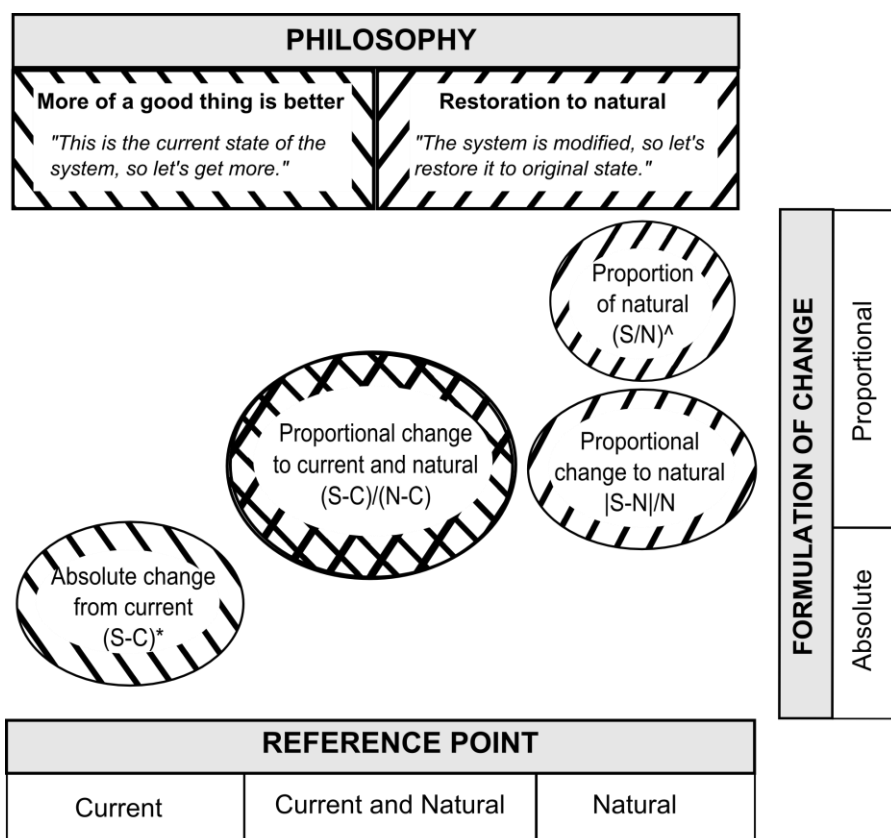 PHILOSOPHY
More of a good thing is better
"This is the current state of the
system, so let's get more."
Restoration to natural
"The system is modified, so let's
restore it to original state."
Proportion
of natural
(S/N)^
Proportional change
to current and natural
(S-C)/(N-C)
Proportional
change to natural
|S-N|/N
Absolute change
from current
(S-C)*
FORMULATION OF CHANGE
Proportional
Absolute
REFERENCE POINT
Current
Current and Natural
Natural